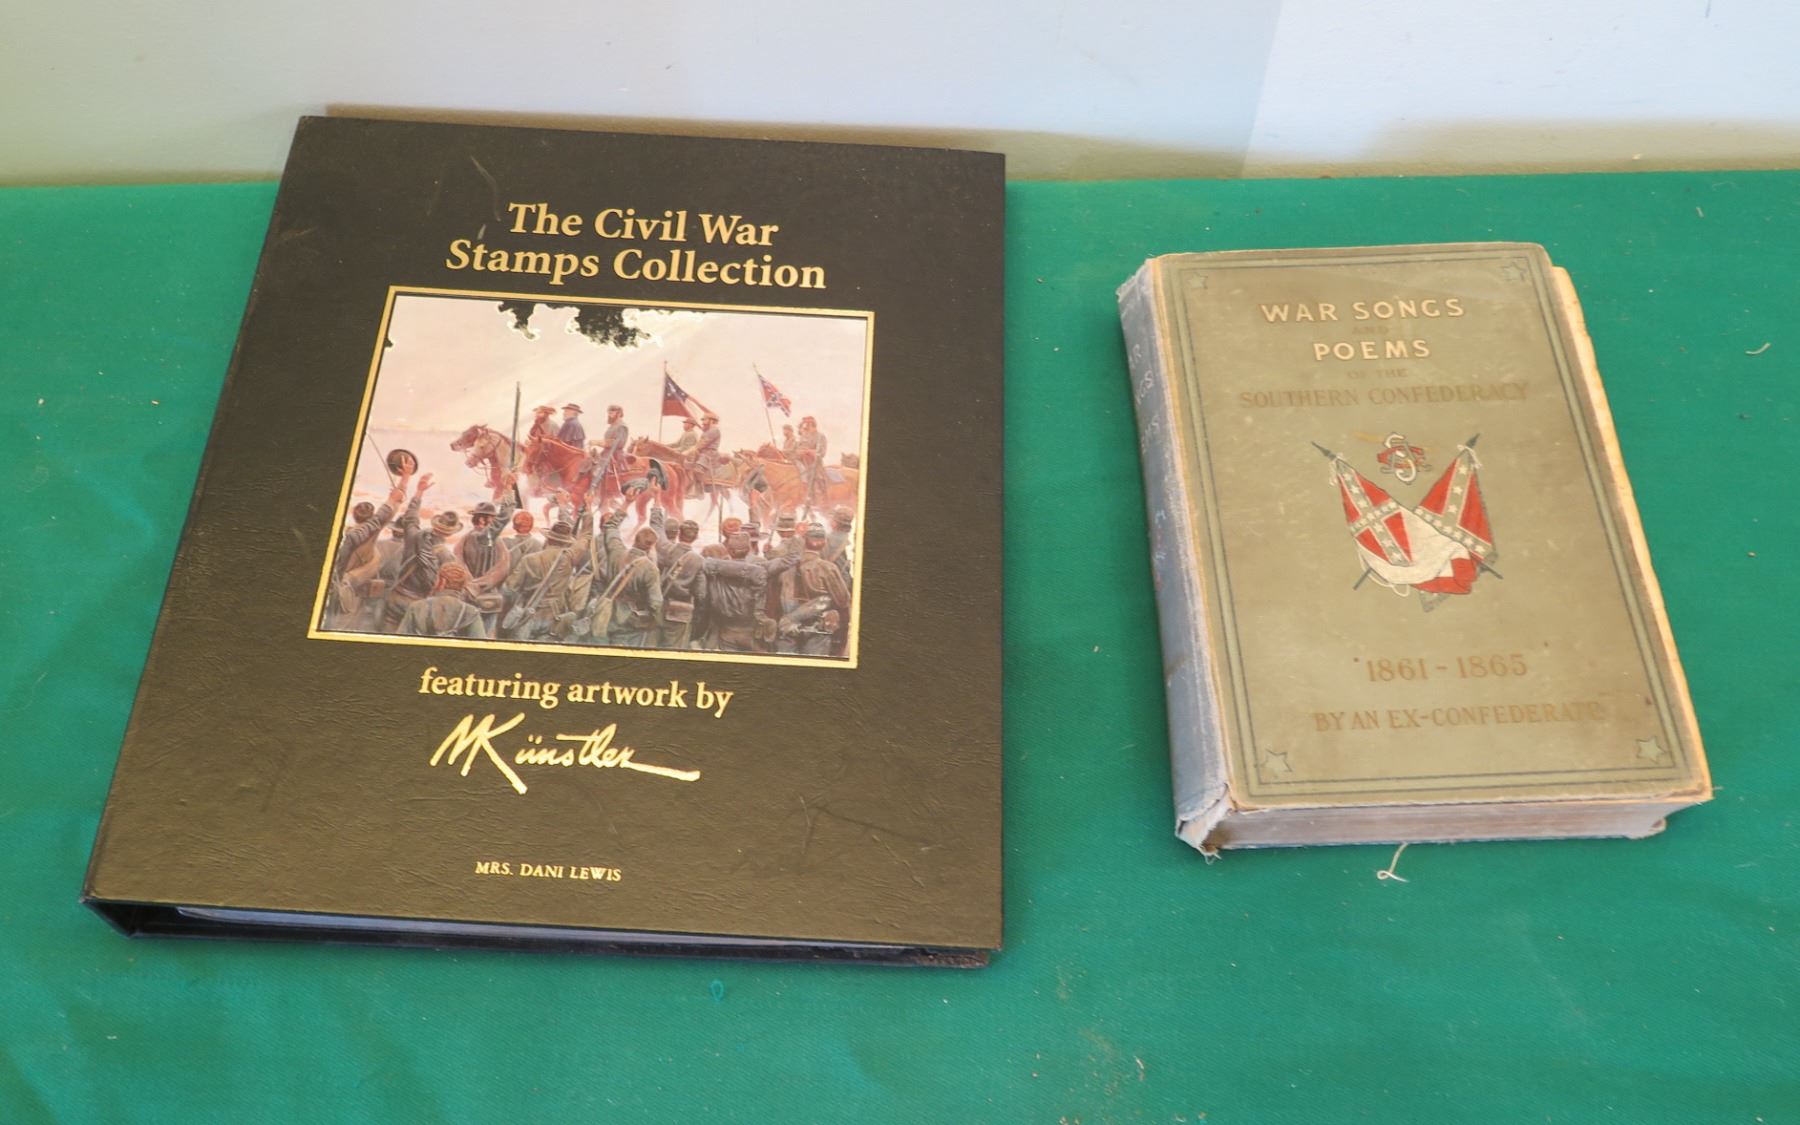 The Civil War
Stamps Collection
featuring artwork by
MKünstler
MRS. DANI LEWIS
WAR SONGS
AND
POEMS
OF THE
SOUTHERN CONFEDERACY
1861-1865
BY AN EX-CONFEDERATE